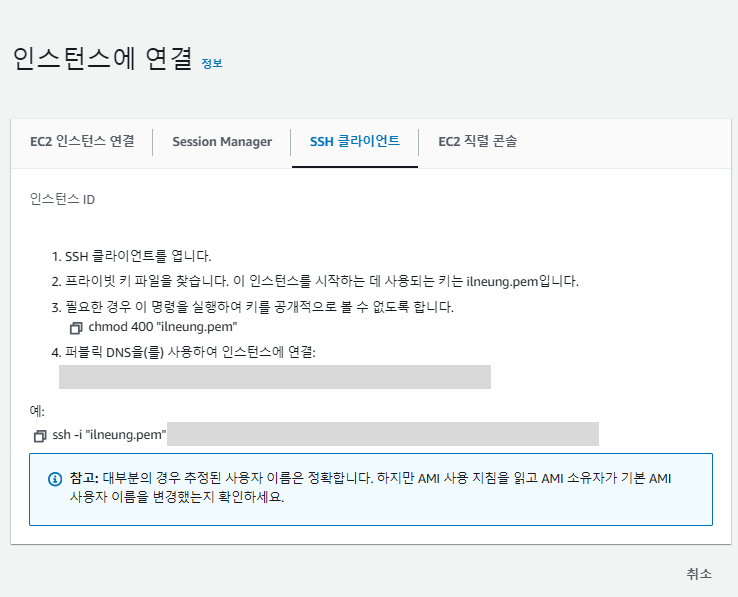 인스턴스에 연결 정보
EC2 인스턴스 연결 Session Manager SSH 클라이언트 EC2 직렬 콘솔
인스턴스 ID
1. SSH 클라이언트를 엽니다.
2. 프라이빗 키 파일을 찾습니다. 이 인스턴스를 시작하는 데 사용되는 키는 ilneung.pem입니다.
3. 필요한 경우 이 명령을 실행하여 키를 공개적으로 볼 수 없도록 합니다.
chmod 400 "ilneung.pem"
4. 퍼블릭 DNS을(를) 사용하여 인스턴스에 연결:
예:
ssh -i "ilneung.pem"
참고: 대부분의 경우 추정된 사용자 이름은 정확합니다. 하지만 AMI 사용 지침을 읽고 AMI 소유자가 기본 AMI
사용자 이름을 변경했는지 확인하세요.
취소